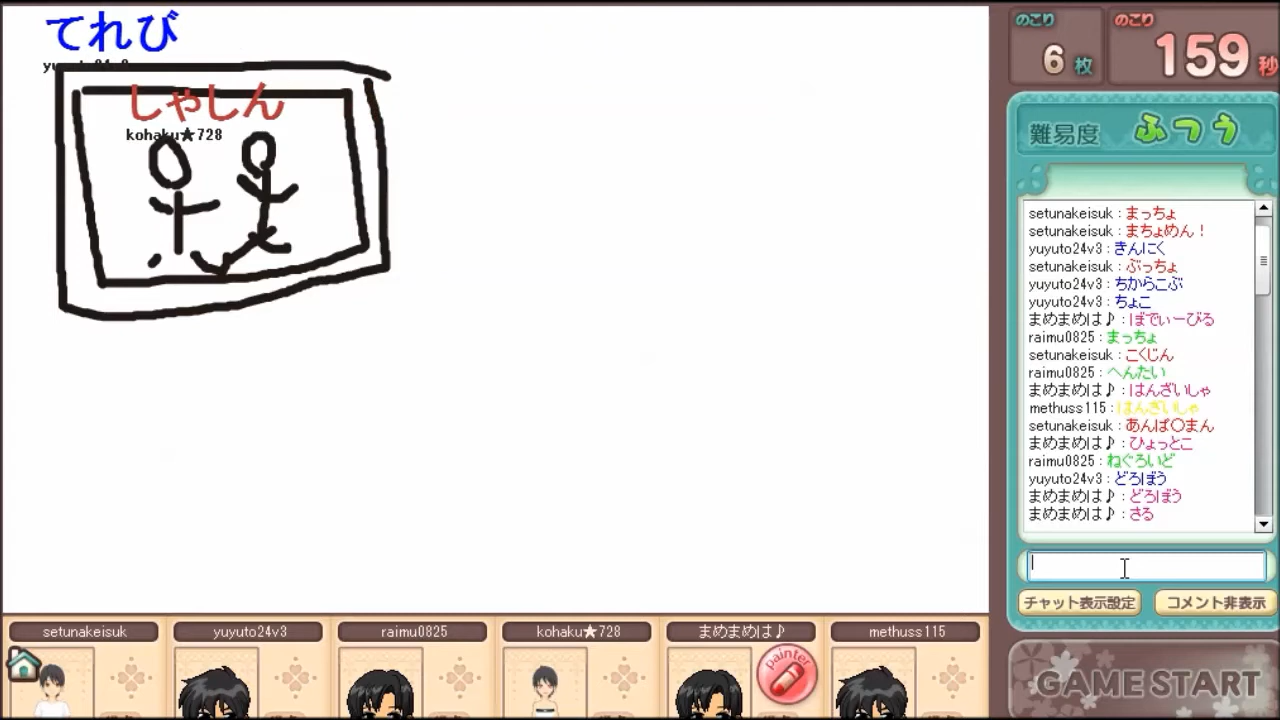 てれび
しゃしん
kohaku★728
のこり
6枚
のこり
159秒
難易度 ふつう
setunakeisuk : まっちょ
setunakeisuk : まちょめん!
yuyuto24v3 : きんにく
setunakeisuk : ぶっちょ
yuyuto24v3 : ちからこぶ
yuyuto24v3 : ちょこ
まめまめは♪ : ぼでぃーびる
raimu0825 : まっちょ
setunakeisuk : こくじん
raimu0825 : へんたい
まめまめは♪ : はんざいしゃ
methuss115 : はんざいしゃ
setunakeisuk : あんぱ〇まん
まめまめは♪ : ひょっとこ
raimu0825 : ねぐろいど
yuyuto24v3 : どろぼう
まめまめは♪ : どろぼう
まめまめは♪ : さる
チャット表示設定
コメント非表示
setunakeisuk
yuyuto24v3
raimu0825
kohaku★728
まめまめは♪
methuss115
painter
GAME START